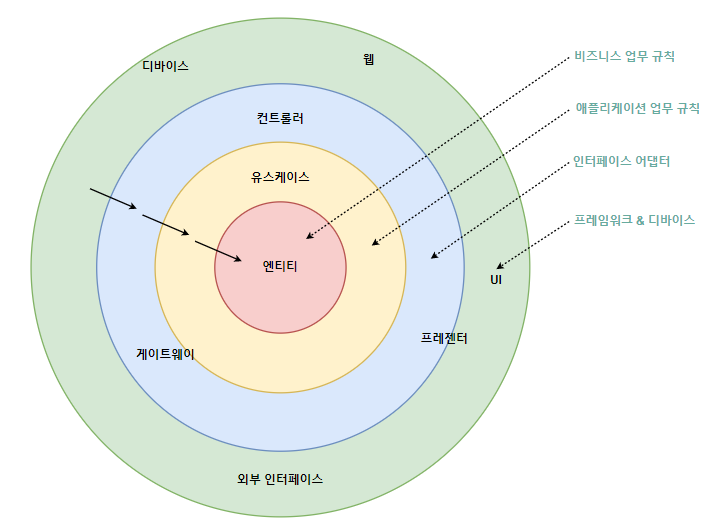 비즈니스 업무 규칙
웹
디바이스
애플리케이션 업무 규칙
컨트롤러
인터페이스 어댑터
유스케이스
프레임워크 & 디바이스
엔티티
UI
프레젠터
게이트웨이
외부 인터페이스